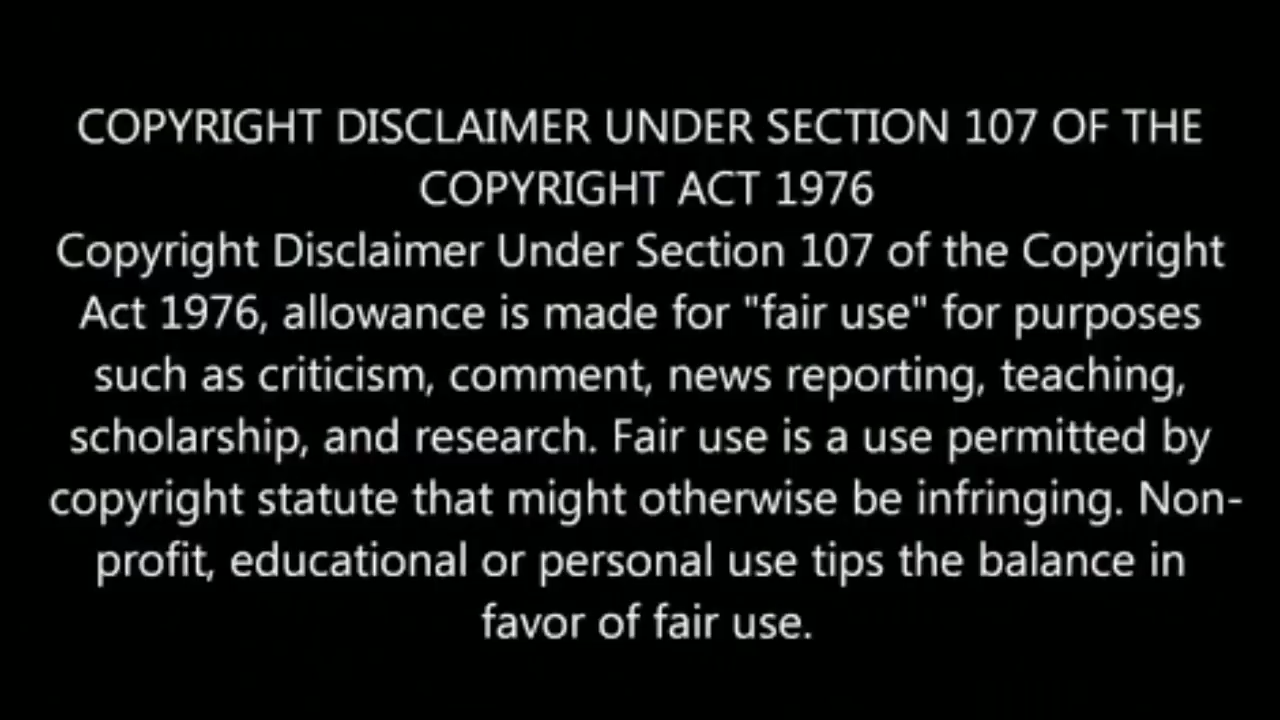 COPYRIGHT DISCLAIMER UNDER SECTION 107 OF THE
COPYRIGHT ACT 1976
Copyright Disclaimer Under Section 107 of the Copyright
Act 1976, allowance is made for "fair use" for purposes
such as criticism, comment, news reporting, teaching,
scholarship, and research. Fair use is a use permitted by
copyright statute that might otherwise be infringing. Non-
profit, educational or personal use tips the balance in
favor of fair use.